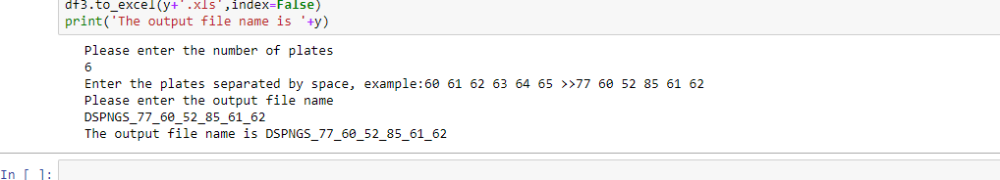 df3.to_excel(y+'.xls',index=False)
print('The output file name is '+y)
Please enter the number of plates
6
Enter the plates separated by space, example:60 61 62 63 64 65 >>77 60 52 85 61 62
Please enter the output file name
DSPNGS_77_60_52_85_61_62
The output file name is DSPNGS_77_60_52_85_61_62
In [ ]: